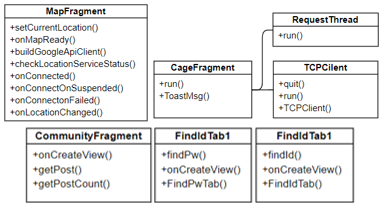 MapFragment
+setCurrentLocation()
+onMapReady()
+buildGoogleApiClient()
+checkLocationServiceStatus()
+onConnected()
+onConnectOnSuspended()
+onConnectonFailed()
+onLocationChanged()
RequestThread
+run()
CageFragment
+run()
+ToastMsg()
TCPCilent
+quit()
+run()
+TCPClient()
CommunityFragment
+onCreateView()
+getPost()
+getPostCount()
FindIdTab1
+findPw()
+onCreateView()
+FindPwTab()
FindIdTab1
+findId()
+onCreateView()
+FindIdTab()